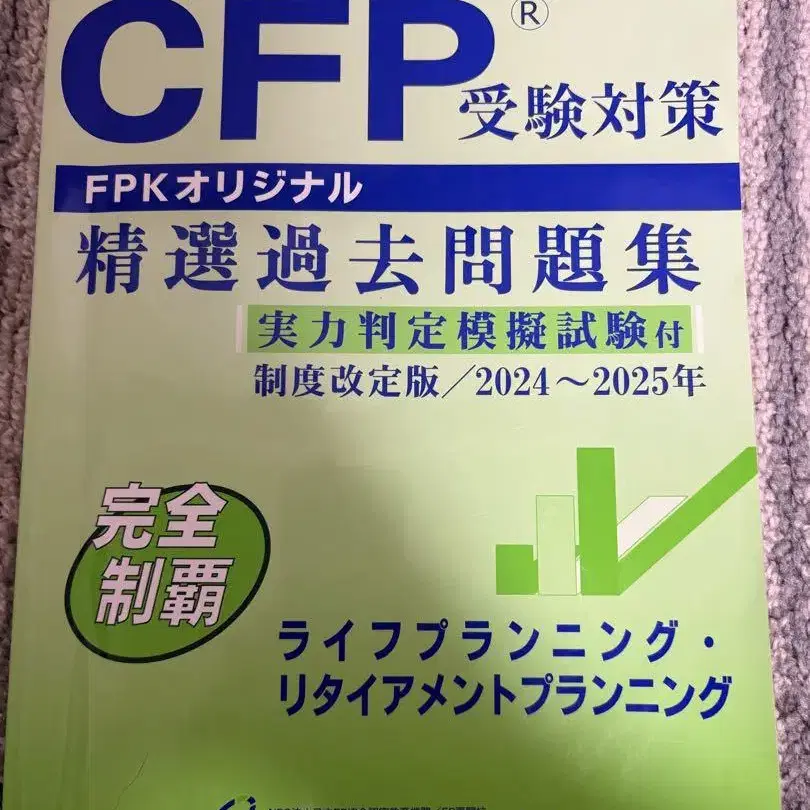 CFP®
受験対策
FPKオリジナル
精選過去問題集
実力判定模擬試験付
制度改定版／2024～2025年
完全
制覇
ライフプランニング・
リタイアメントプランニング